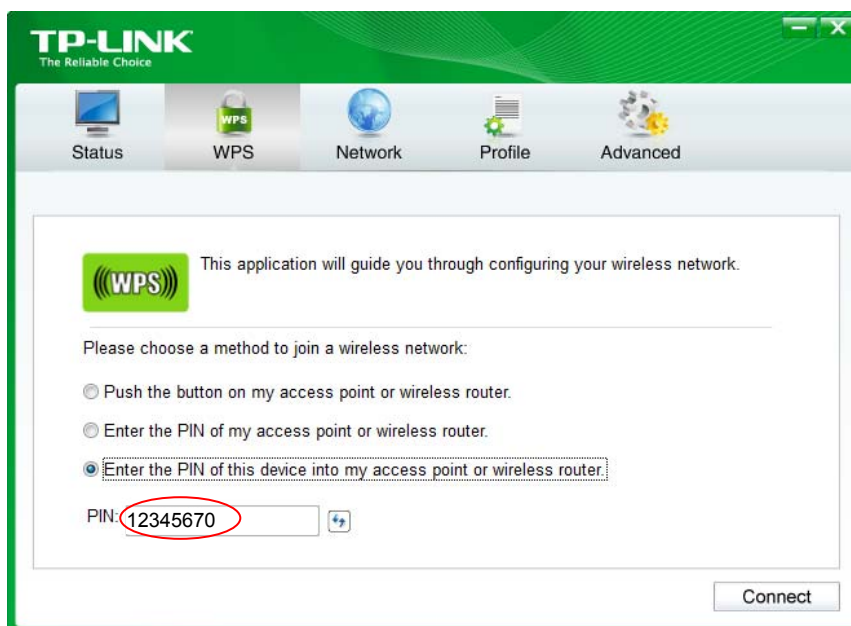 TP-LINK
The Reliable Choice
Status
WPS
WPS
Network
Profile
Advanced
((WPS)) This application will guide you through configuring your wireless network.
Please choose a method to join a wireless network:
Push the button on my access point or wireless router.
Enter the PIN of my access point or wireless router.
Enter the PIN of this device into my access point or wireless router.
PIN: 12345670
Connect